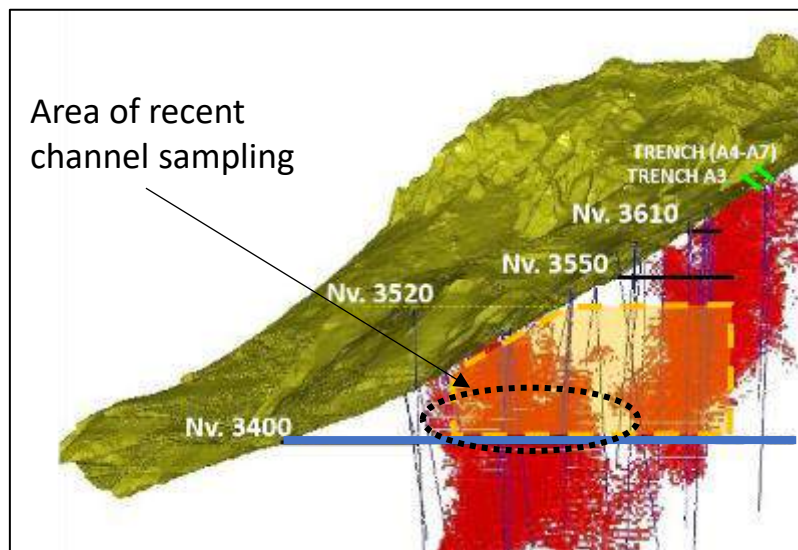 Area of recent
channel sampling
TRENCH (A4-A7)
TRENCH A3
Nv. 3610
Nv. 3550
Nv. 3520
Nv. 3400